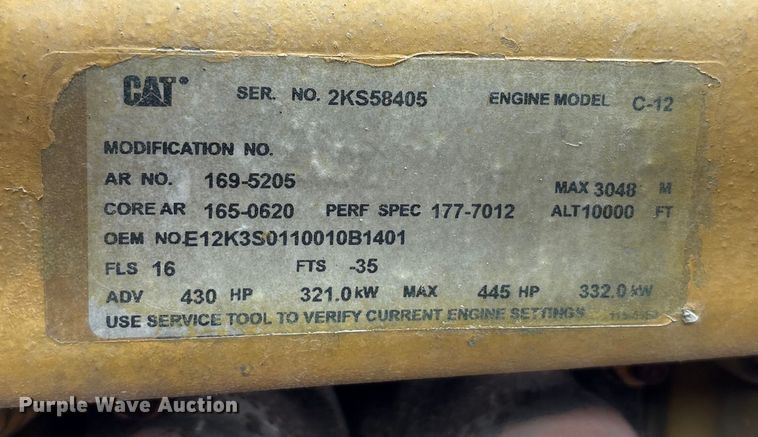 CAT SER. NO. 2KS58405 ENGINE MODEL C-12
MODIFICATION NO.
AR NO. 169-5205 MAX 3048 M
CORE AR 165-0620 PERF SPEC 177-7012 ALT 10000 FT
OEM NO. E12K3S0110010B1401
FLS 16 FTS -35
ADV 430 HP 321.0 kW MAX 445 HP 332.0 kW
USE SERVICE TOOL TO VERIFY CURRENT ENGINE SETTINGS
Purple Wave Auction